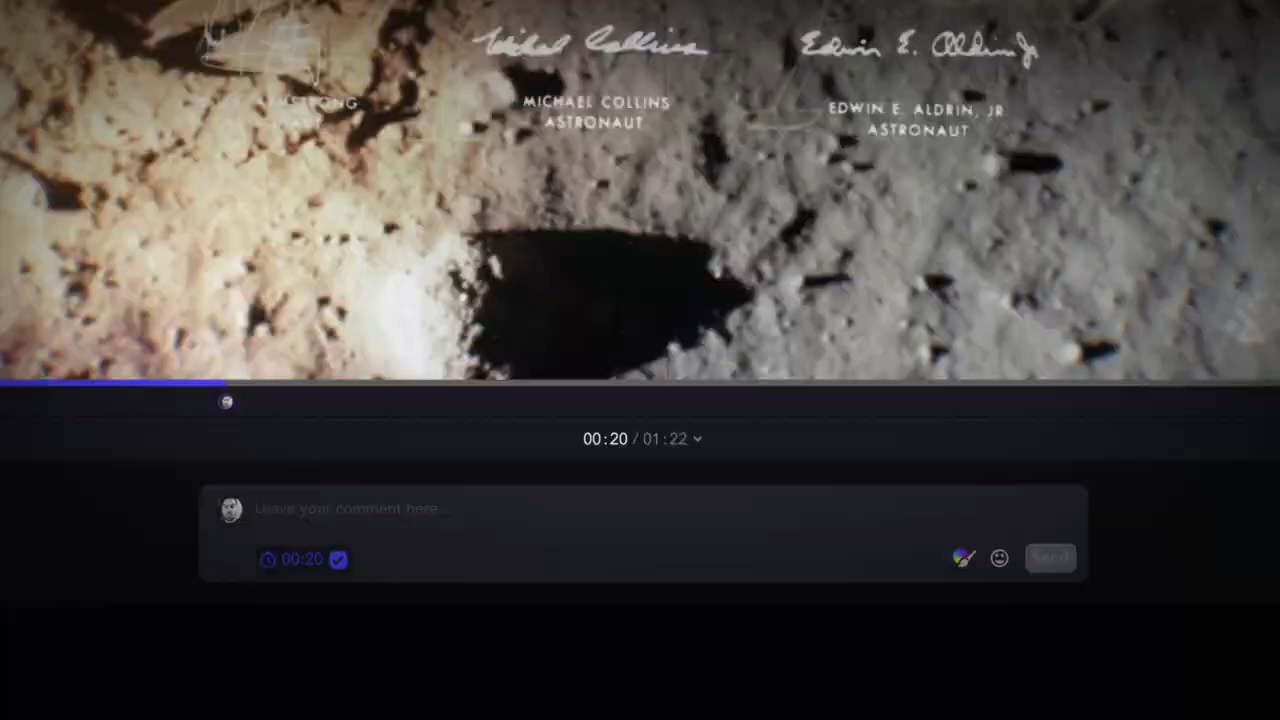 Michael Collins
Edwin E. Aldrin Jr
ARMSTRONG
MICHAEL COLLINS
EDWIN E. ALDRIN, JR.
ASTRONAUT
ASTRONAUT
00:20 / 01:22
Leave your comment here...
00:20
Send